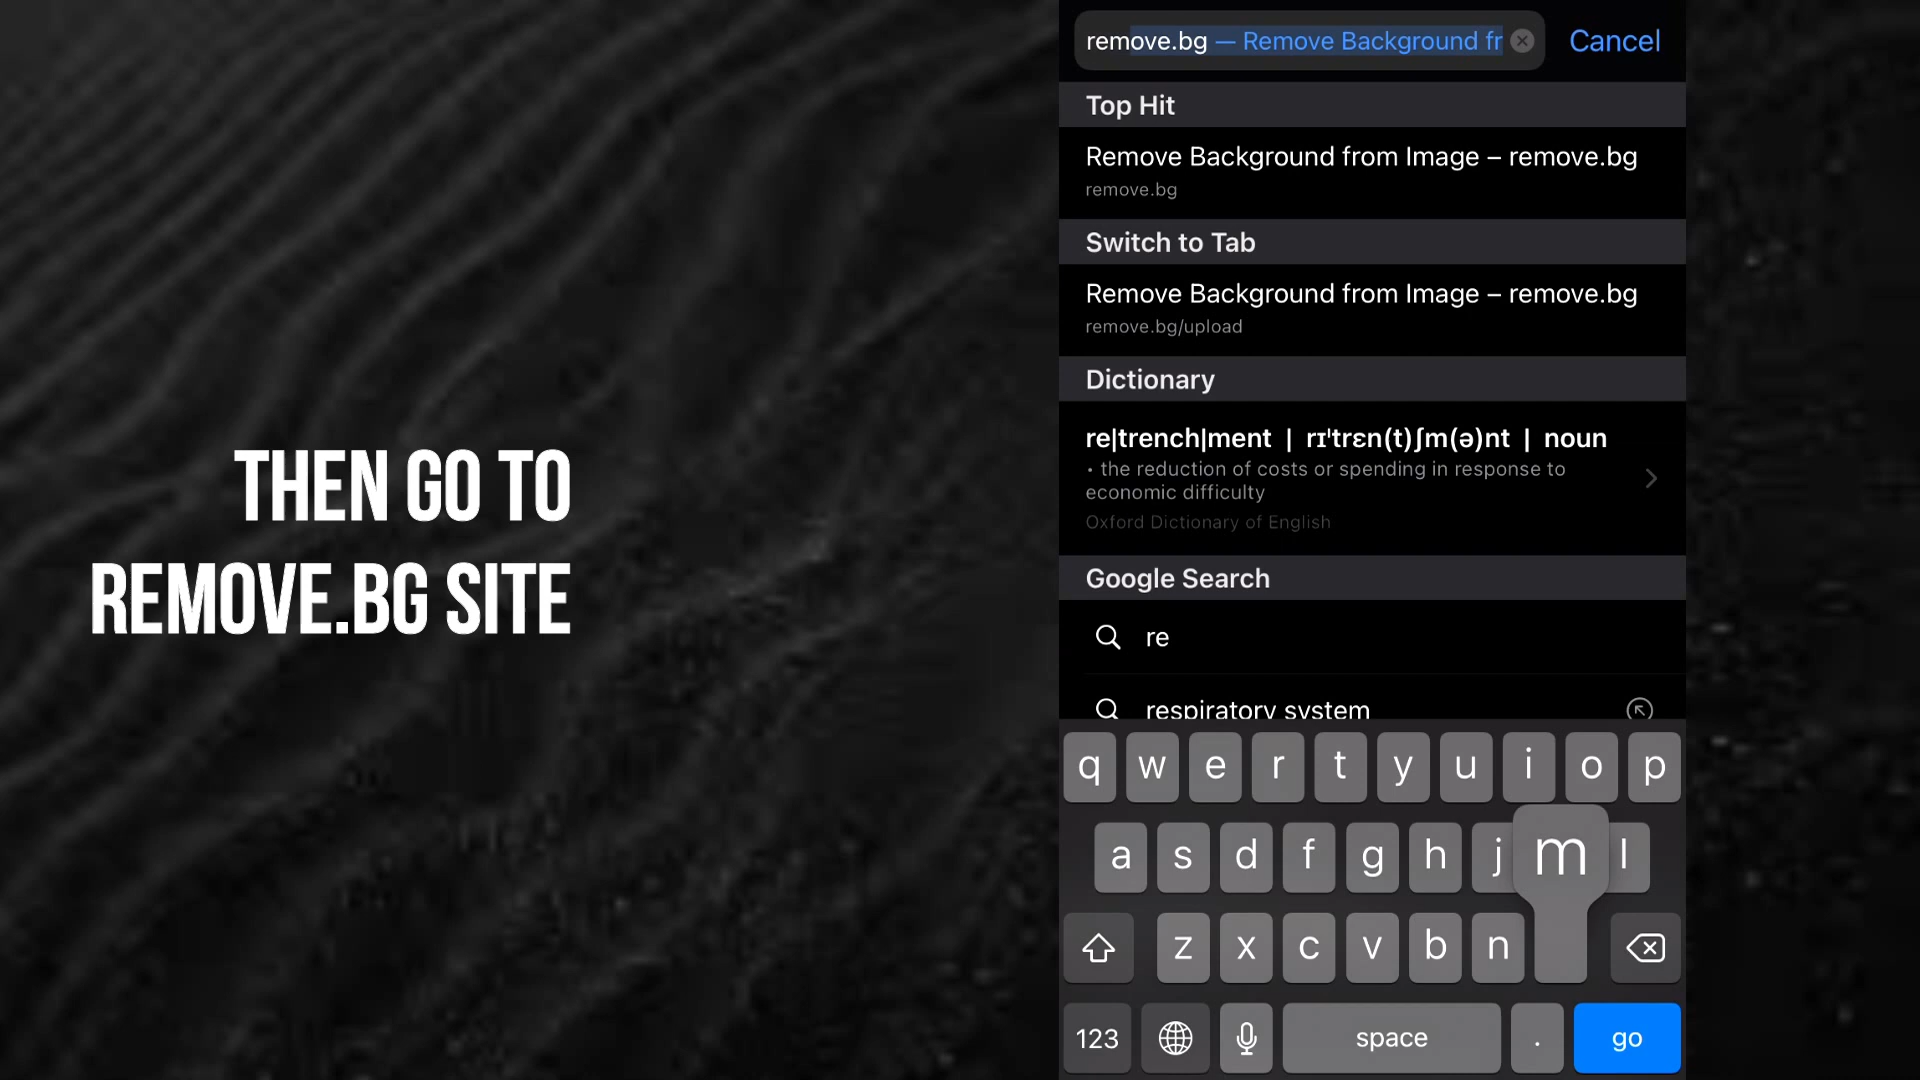 THEN GO TO
REMOVE.BG SITE
remove.bg — Remove Background fr
Cancel
Top Hit
Remove Background from Image – remove.bg
remove.bg
Switch to Tab
Remove Background from Image – remove.bg
remove.bg/upload
Dictionary
re|trench|ment | rɪˈtrɛn(t)ʃm(ə)nt | noun
• the reduction of costs or spending in response to
economic difficulty
Oxford Dictionary of English
Google Search
re
respiratory system
q w e r t y u i o p
a s d f g h j m l
z x c v b n
123 space . go